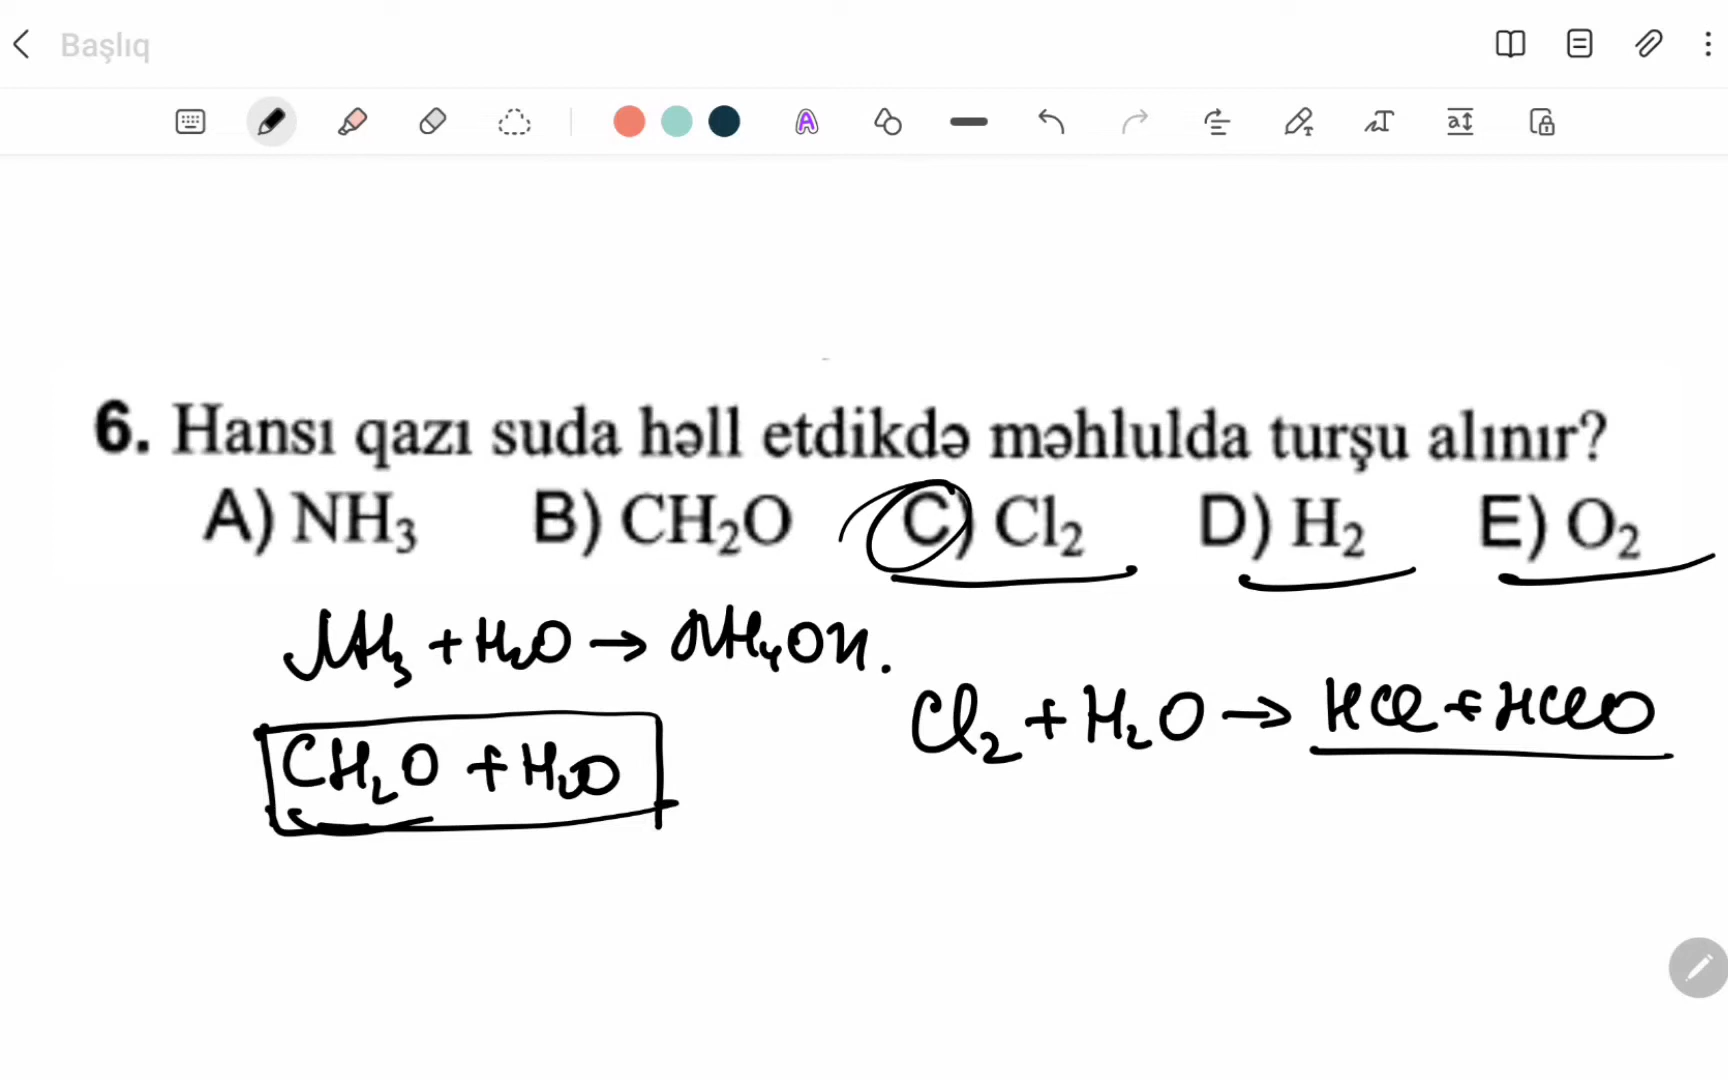 Başlıq
6. Hansı qazı suda həll etdikdə məhlulda turşu alınır?
A) NH₃ B) CH₂O C) Cl₂ D) H₂ E) O₂
NH₃ + H₂O → NH₄OH.
Cl₂ + H₂O → HCl + HClO
CH₂O + H₂O